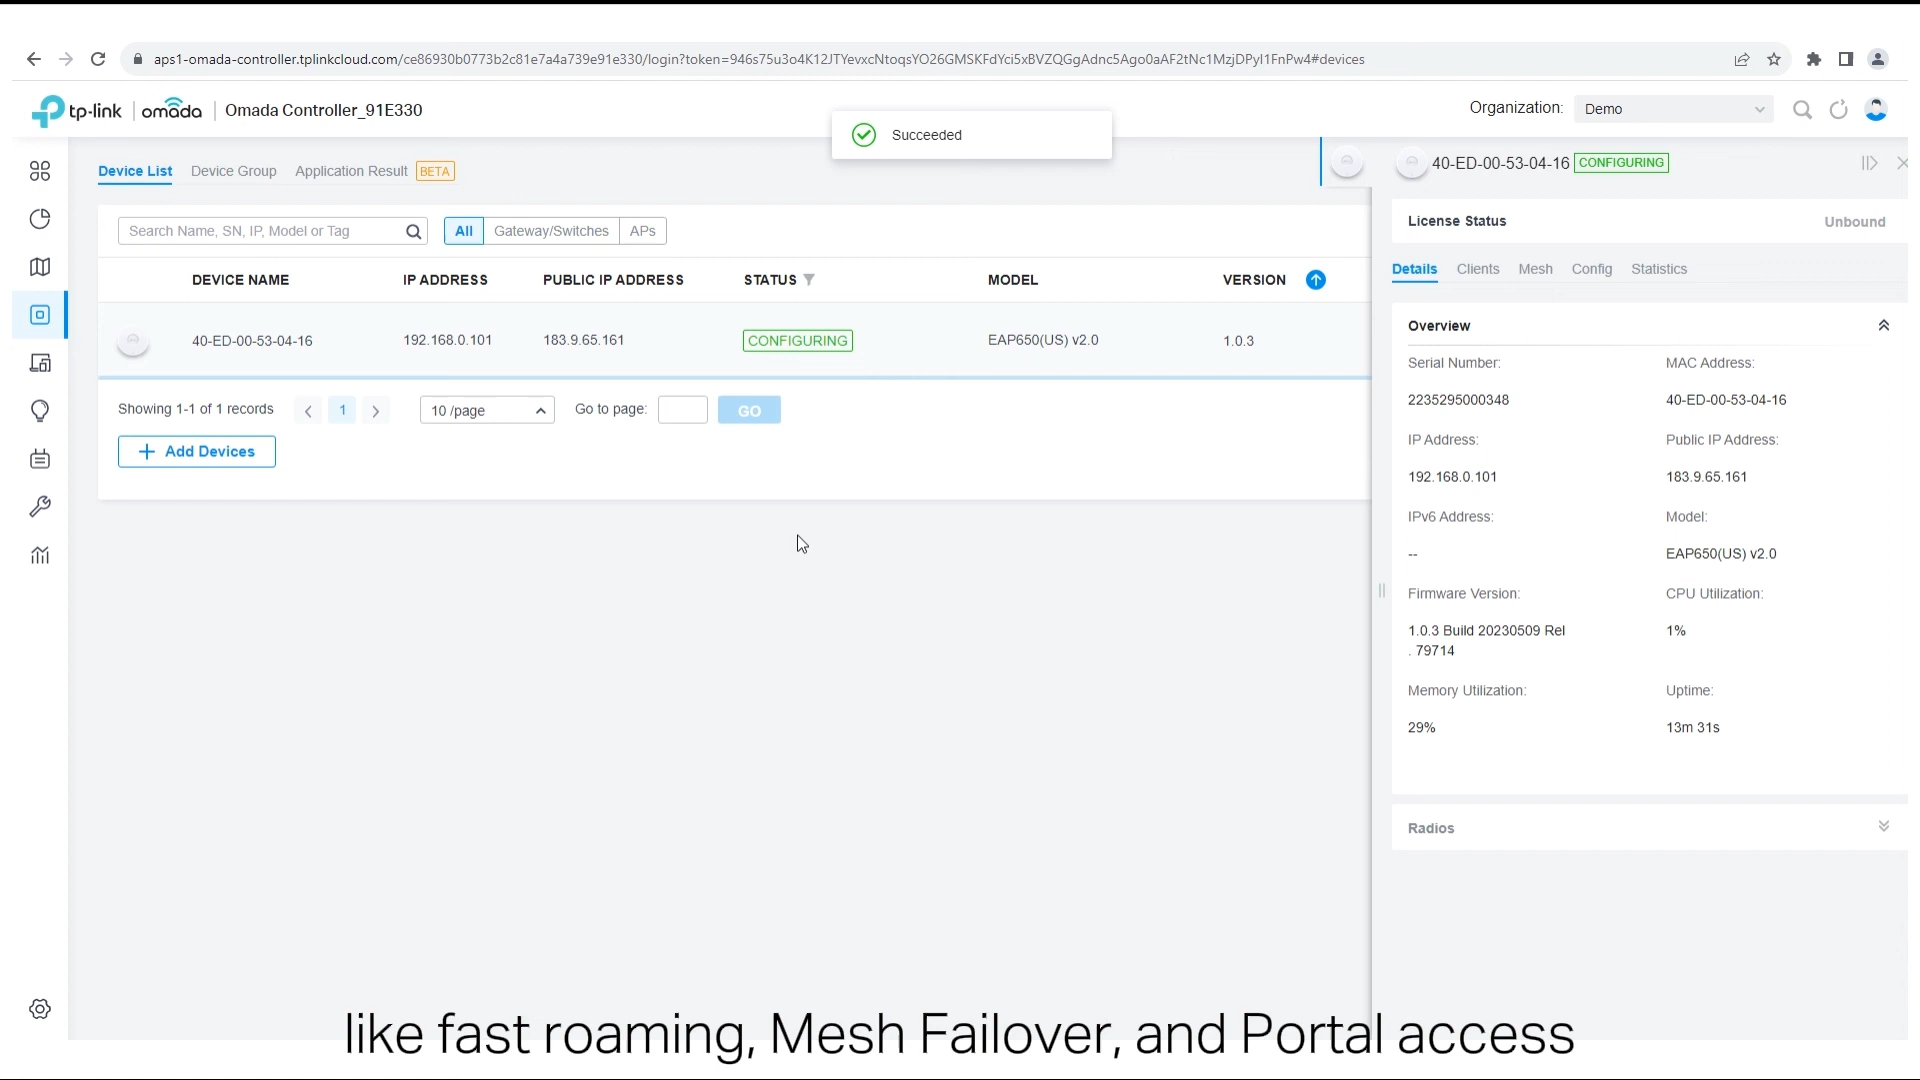 aps1-omada-controller.tplinkcloud.com/ce86930b0773b2c81e7a4a739e91e330/login?token=946s75u3o4K12JTYevxcNtoqsYO26GMSKFdYci5xBVZQGgAdnc5Ago0aAF2tNc1MzjDPyl1FnPw4#devices
tp-link | omada | Omada Controller_91E330
Organization: Demo
Succeeded
Device List Device Group Application Result BETA
40-ED-00-53-04-16 CONFIGURING
Search Name, SN, IP, Model or Tag All Gateway/Switches APs
License Status Unbound
Details Clients Mesh Config Statistics
DEVICE NAME IP ADDRESS PUBLIC IP ADDRESS STATUS MODEL VERSION
40-ED-00-53-04-16 192.168.0.101 183.9.65.161 CONFIGURING EAP650(US) v2.0 1.0.3
Showing 1-1 of 1 records 1 10 /page Go to page: GO
+ Add Devices
Overview
Serial Number: MAC Address:
2235295000348 40-ED-00-53-04-16
IP Address: Public IP Address:
192.168.0.101 183.9.65.161
IPv6 Address: Model:
-- EAP650(US) v2.0
Firmware Version: CPU Utilization:
1.0.3 Build 20230509 Rel 1%
. 79714
Memory Utilization: Uptime:
29% 13m 31s
Radios
like fast roaming, Mesh Failover, and Portal access